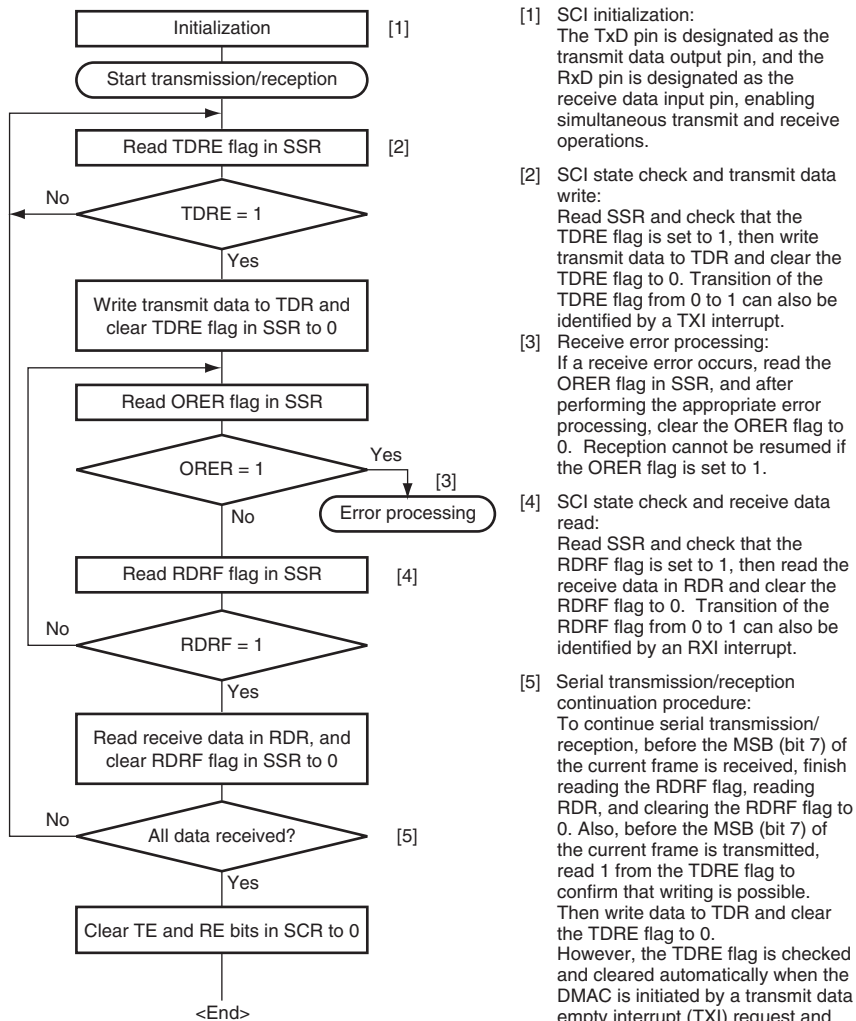 Initialization [1]
Start transmission/reception
Read TDRE flag in SSR [2]
No
TDRE = 1
Yes
Write transmit data to TDR and
clear TDRE flag in SSR to 0
Read ORER flag in SSR
Yes
ORER = 1
[3]
No
Error processing
Read RDRF flag in SSR [4]
No
RDRF = 1
Yes
Read receive data in RDR, and
clear RDRF flag in SSR to 0
No
All data received? [5]
Yes
Clear TE and RE bits in SCR to 0
<End>
[1] SCI initialization:
The TxD pin is designated as the
transmit data output pin, and the
RxD pin is designated as the
receive data input pin, enabling
simultaneous transmit and receive
operations.
[2] SCI state check and transmit data
write:
Read SSR and check that the
TDRE flag is set to 1, then write
transmit data to TDR and clear the
TDRE flag to 0. Transition of the
TDRE flag from 0 to 1 can also be
identified by a TXI interrupt.
[3] Receive error processing:
If a receive error occurs, read the
ORER flag in SSR, and after
performing the appropriate error
processing, clear the ORER flag to
0. Reception cannot be resumed if
the ORER flag is set to 1.
[4] SCI state check and receive data
read:
Read SSR and check that the
RDRF flag is set to 1, then read the
receive data in RDR and clear the
RDRF flag to 0. Transition of the
RDRF flag from 0 to 1 can also be
identified by an RXI interrupt.
[5] Serial transmission/reception
continuation procedure:
To continue serial transmission/
reception, before the MSB (bit 7) of
the current frame is received, finish
reading the RDRF flag, reading
RDR, and clearing the RDRF flag to
0. Also, before the MSB (bit 7) of
the current frame is transmitted,
read 1 from the TDRE flag to
confirm that writing is possible.
Then write data to TDR and clear
the TDRE flag to 0.
However, the TDRE flag is checked
and cleared automatically when the
DMAC is initiated by a transmit data
empty interrupt (TXI) request and